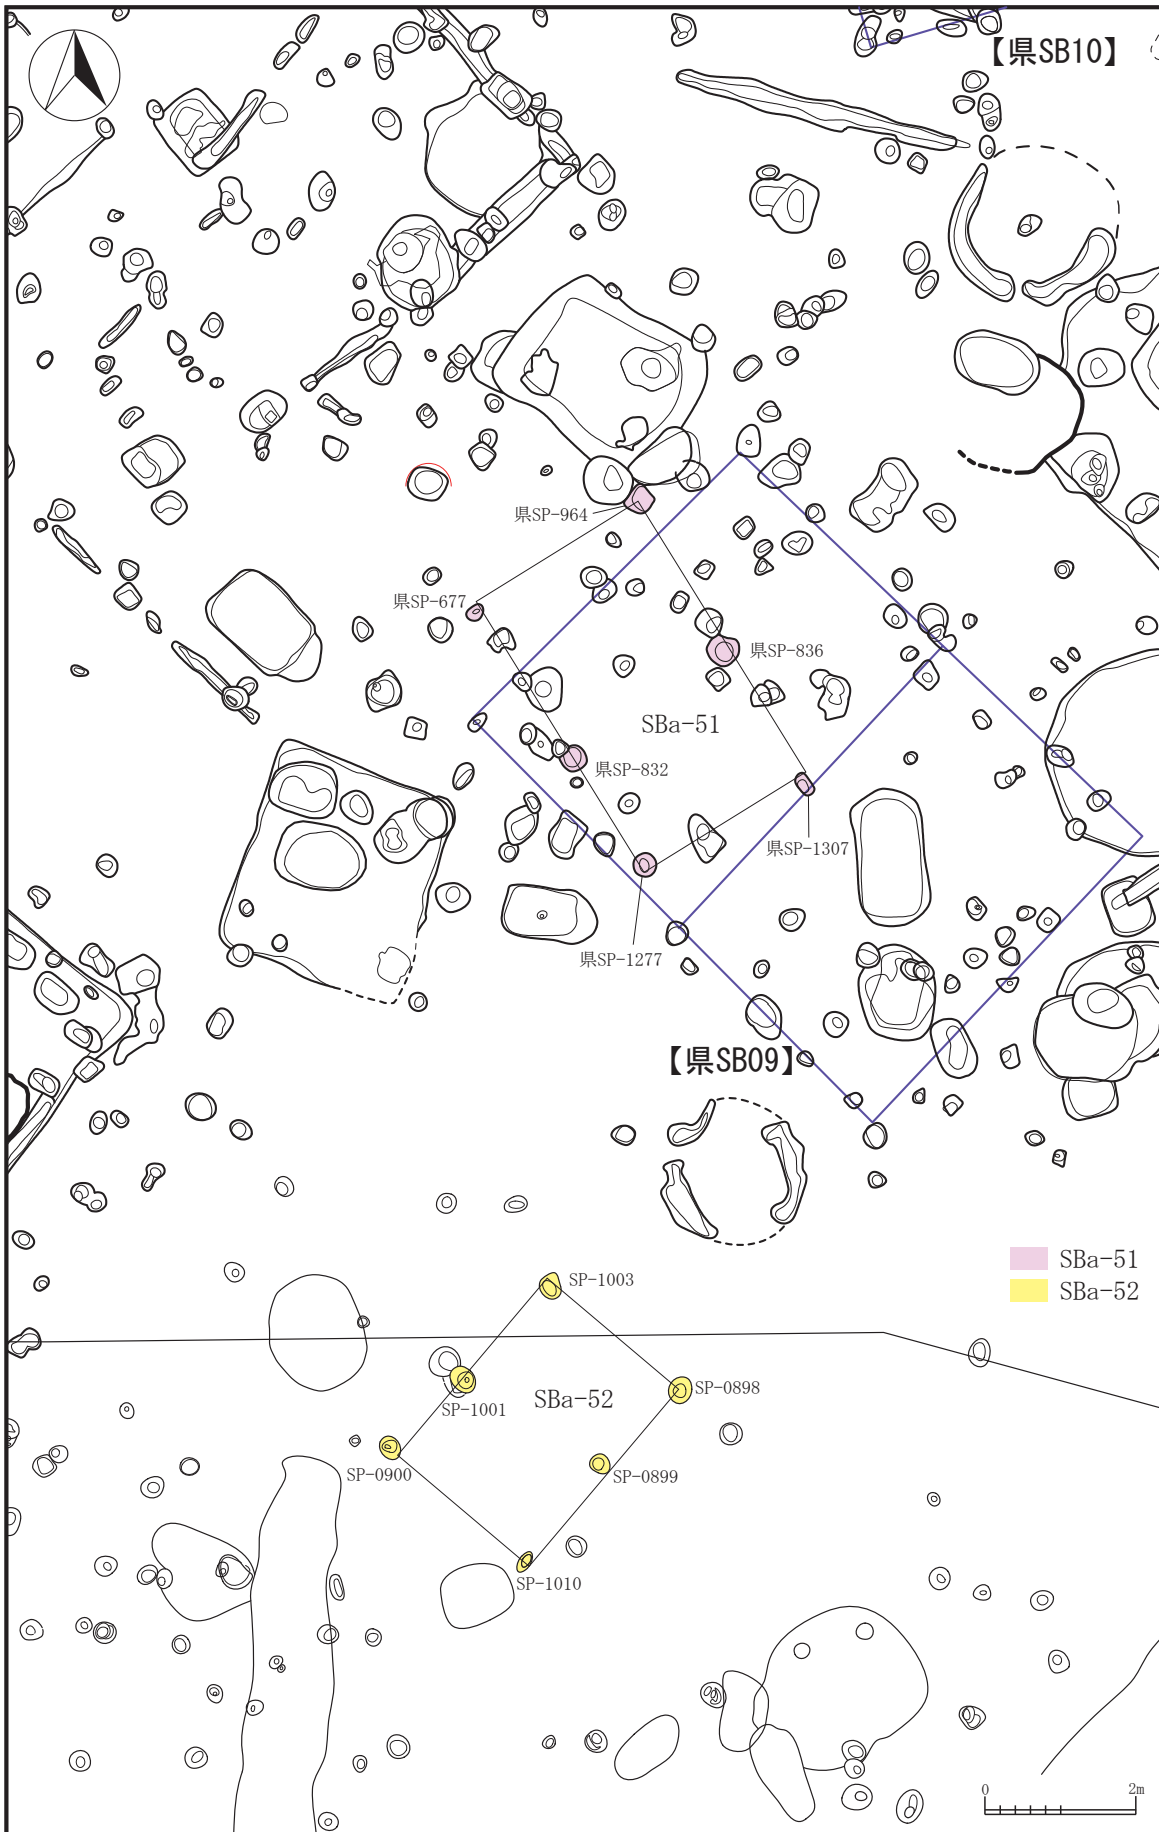 【県SB10】
県SP-964
県SP-677
県SP-836
SBa-51
県SP-832
県SP-1307
県SP-1277
【県SB09】
SBa-51
SBa-52
SP-1003
SP-0898
SBa-52
SP-1001
SP-0900
SP-0899
SP-1010
0 2m